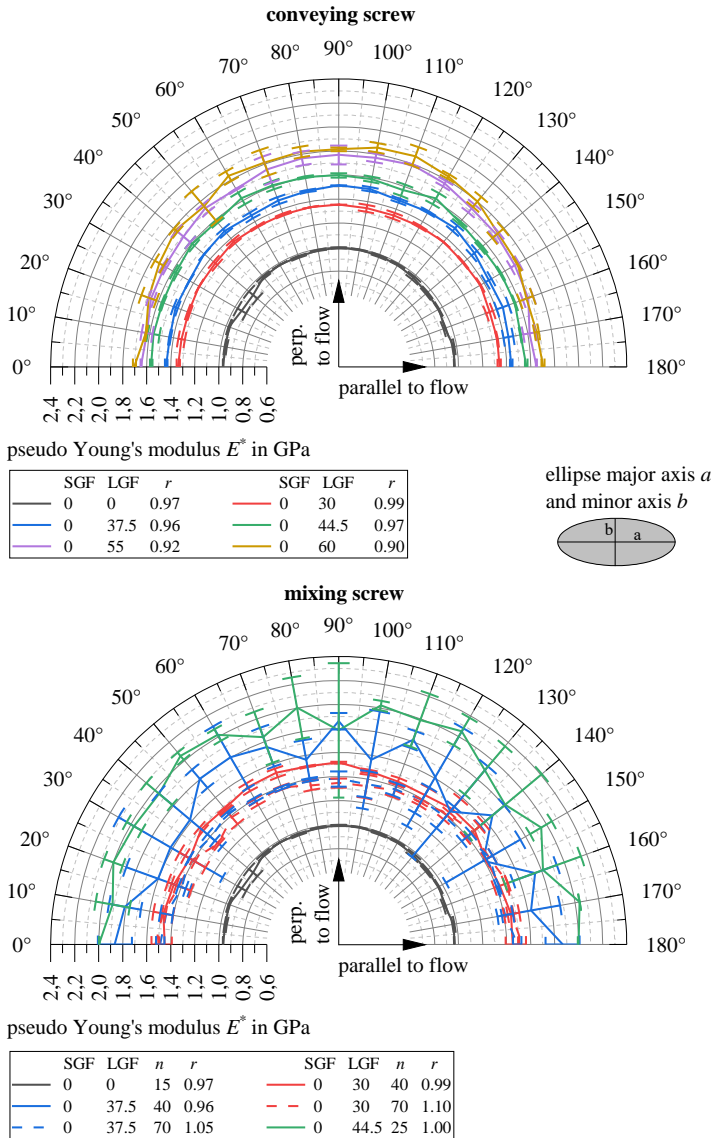 conveying screw
0° 10° 20° 30° 40° 50° 60° 70° 80° 90° 100° 110° 120° 130° 140° 150° 160° 170° 180°
perp.
to flow
parallel to flow
2,4 2,2 2,0 1,8 1,6 1,4 1,2 1,0 0,8 0,6
pseudo Young's modulus E* in GPa
SGF LGF r SGF LGF r
0 0 0.97 0 30 0.99
0 37.5 0.96 0 44.5 0.97
0 55 0.92 0 60 0.90
ellipse major axis a
and minor axis b
b
a
mixing screw
0° 10° 20° 30° 40° 50° 60° 70° 80° 90° 100° 110° 120° 130° 140° 150° 160° 170° 180°
perp.
to flow
parallel to flow
2,4 2,2 2,0 1,8 1,6 1,4 1,2 1,0 0,8 0,6
pseudo Young's modulus E* in GPa
SGF LGF n r SGF LGF n r
0 0 15 0.97 0 30 40 0.99
0 37.5 40 0.96 0 30 70 1.10
0 37.5 70 1.05 0 44.5 25 1.00